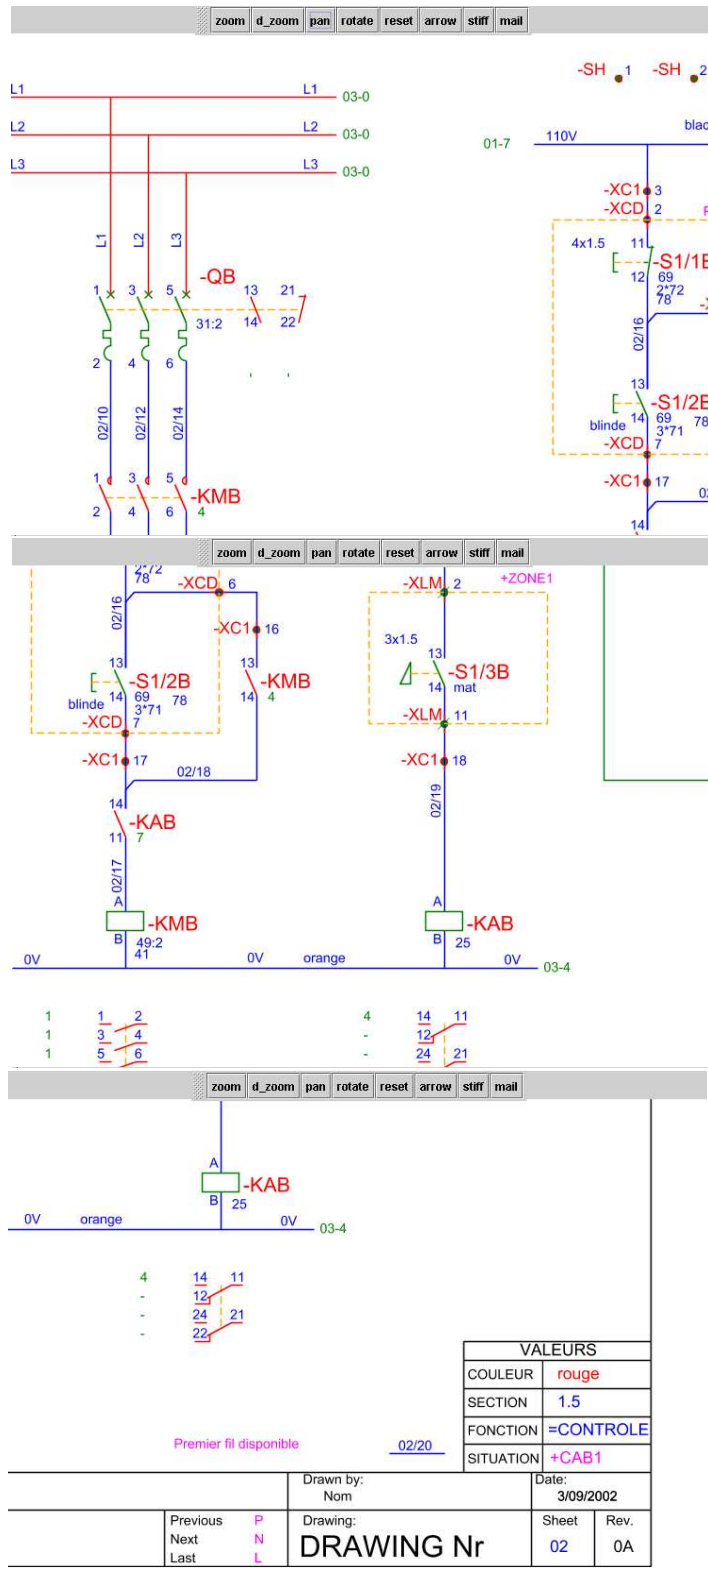 zoom d_zoom pan rotate reset arrow stiff mail
-SH 1 -SH 2
L1 L1 03-0
L2 L2 03-0
L3 L3 03-0
01-7 110V
-XC1 3
-XCD 2
L1 L2 L3
4x1.5 11
-S1/1B
12 69
2*72
78
-QB
1 3 5 13 21
31:2 14 22
2 4 6
02/16
02/10 02/12 02/14
13
-S1/2B
14 69 78
blinde 3*71
-XCD 7
-XC1 17
1 3 5
-KMB
2 4 6 4
14
zoom d_zoom pan rotate reset arrow stiff mail
2*72
78
-XCD 6
-XLM 2
+ZONE1
02/16
-XC1 16
3x1.5
13 13 13
-S1/2B -KMB -S1/3B
14 69 78 14 4 14 mat
blinde 3*71
-XCD 7
-XLM 11
-XC1 17
-XC1 18
02/18
02/19
14
-KAB
11 7
02/17
A A
-KMB -KAB
B 49:2 B 25
41
0V 0V orange 0V 03-4
1 1 2 4 14 11
1 3 4 - 12
1 5 6 - 24 21
zoom d_zoom pan rotate reset arrow stiff mail
A
-KAB
B 25
0V orange 0V 03-4
4 14 11
- 12
- 24 21
- 22
VALEURS
COULEUR rouge
SECTION 1.5
FONCTION =CONTROLE
SITUATION +CAB1
Premier fil disponible 02/20
Drawn by:
Nom
Date:
3/09/2002
Previous P
Next N
Last L
Drawing:
DRAWING Nr
Sheet
02
Rev.
0A